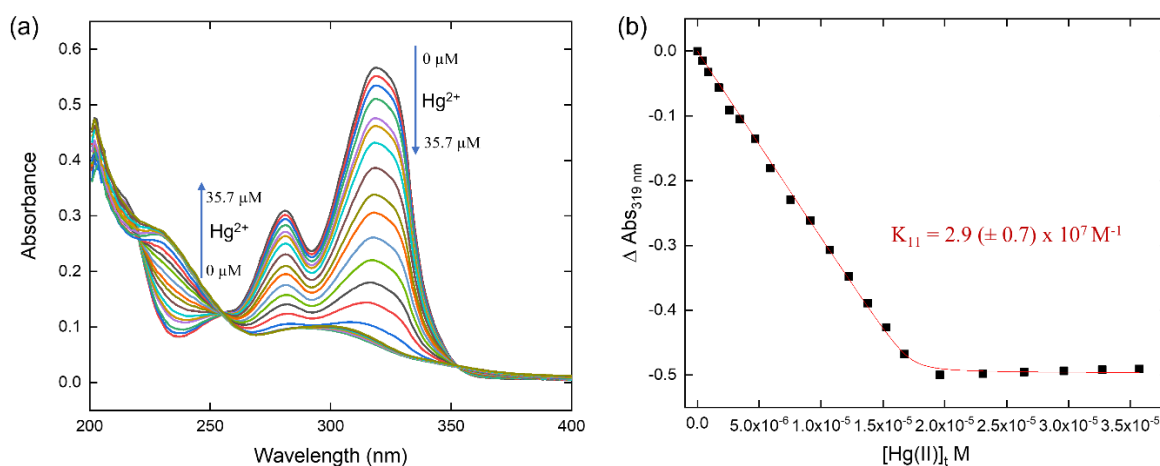 (a)
0.6
0.5
0.4
0.3
0.2
0.1
0.0
Absorbance
0 μM
Hg²⁺
35.7 μM
35.7 μM
Hg²⁺
0 μM
200 250 300 350 400
Wavelength (nm)
(b)
0.0
-0.1
-0.2
-0.3
-0.4
-0.5
Δ Abs₃₁₉ ₙₘ
K₁₁ = 2.9 (± 0.7) x 10⁷ M⁻¹
0.0 5.0x10⁻⁶ 1.0x10⁻⁵ 1.5x10⁻⁵ 2.0x10⁻⁵ 2.5x10⁻⁵ 3.0x10⁻⁵ 3.5x10⁻⁵
[Hg(II)]ₜ M